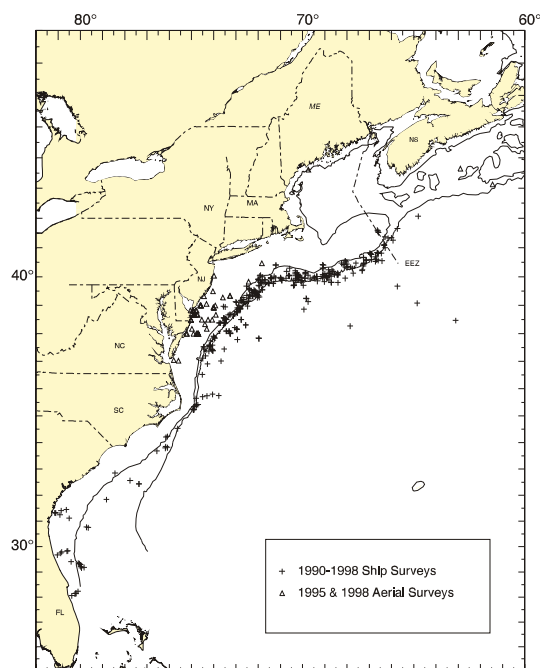 80° 70° 60°
ME
NS
NY MA
EEZ
40° NJ
NC
SC
30°
+ 1990-1998 Ship Surveys
△ 1995 & 1998 Aerial Surveys
FL